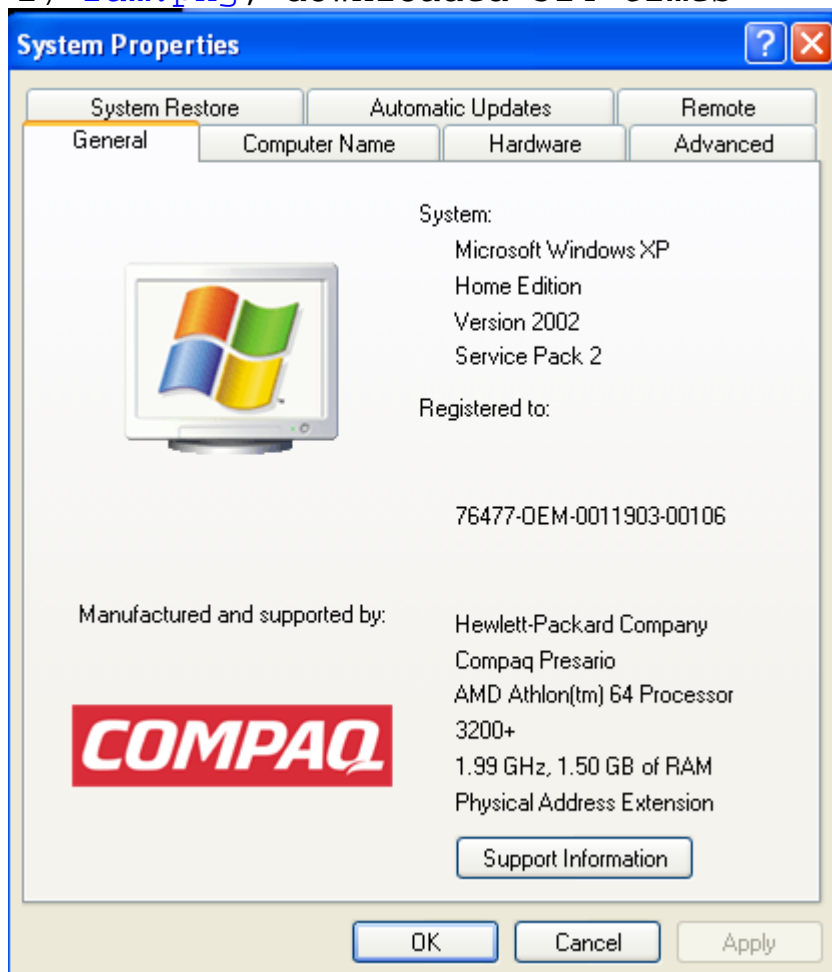 System Properties
System Restore Automatic Updates Remote
General Computer Name Hardware Advanced
System:
Microsoft Windows XP
Home Edition
Version 2002
Service Pack 2
Registered to:
76477-OEM-0011903-00106
Manufactured and supported by:
Hewlett-Packard Company
Compaq Presario
AMD Athlon(tm) 64 Processor
3200+
1.99 GHz, 1.50 GB of RAM
Physical Address Extension
COMPAQ
Support Information
OK Cancel Apply